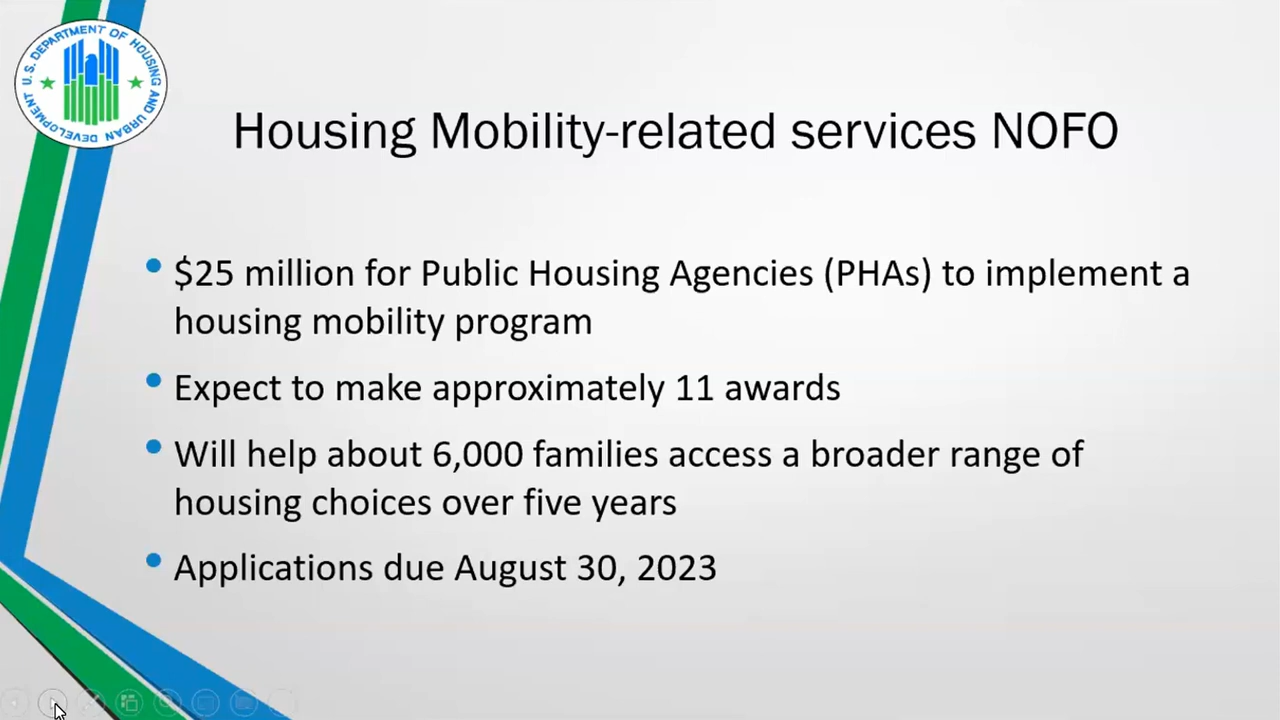 U.S. DEPARTMENT OF HOUSING AND URBAN DEVELOPMENT
Housing Mobility-related services NOFO
• $25 million for Public Housing Agencies (PHAs) to implement a
housing mobility program
• Expect to make approximately 11 awards
• Will help about 6,000 families access a broader range of
housing choices over five years
• Applications due August 30, 2023